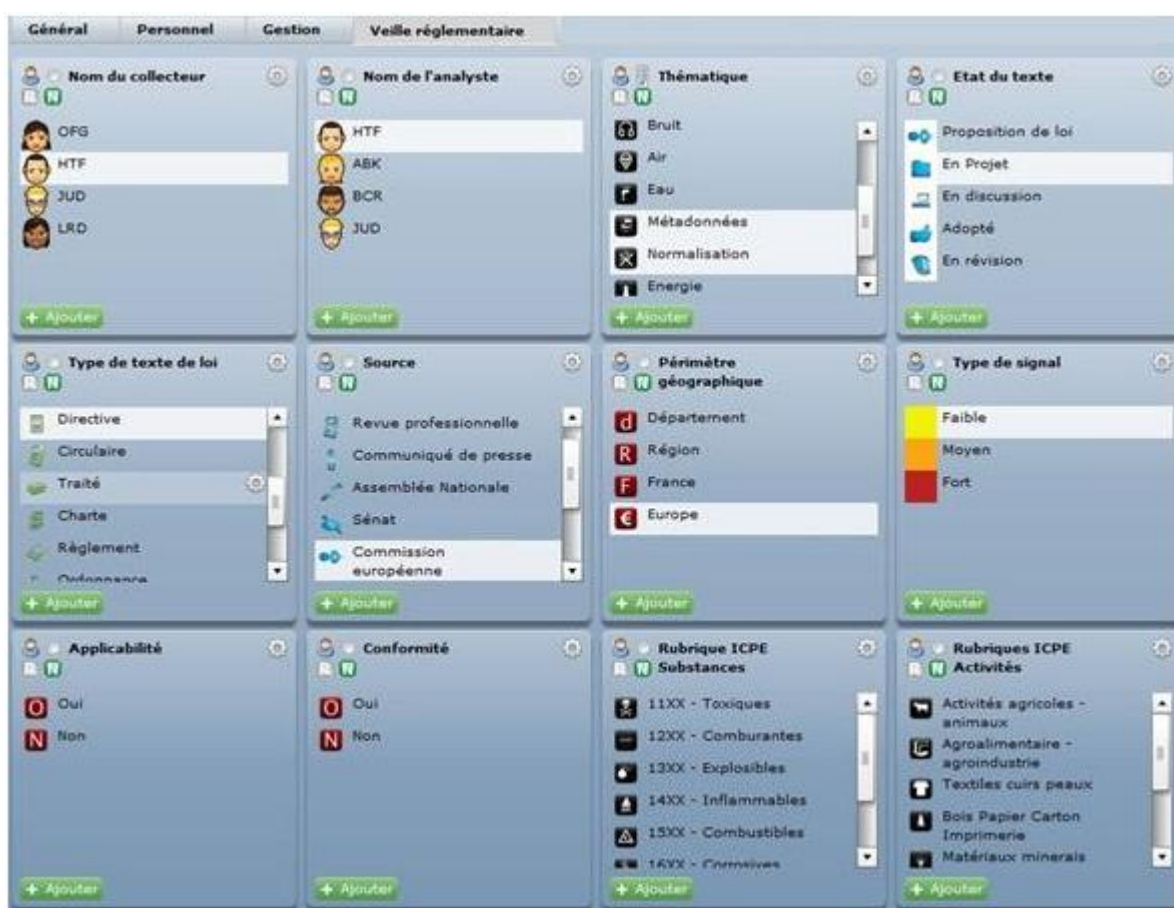 Général Personnel Gestion Veille réglementaire
Nom du collecteur
N
OFG
HTF
JUD
LRD
+ Ajouter
Nom de l'analyste
N
HTF
ABK
BCR
JUD
+ Ajouter
Thématique
N
Bruit
Air
Eau
Métadonnées
Normalisation
Energie
+ Ajouter
Etat du texte
N
Proposition de loi
En Projet
En discussion
Adopté
En révision
+ Ajouter
Type de texte de loi
N
Directive
Circulaire
Traité
Charte
Règlement
Ordonnance
+ Ajouter
Source
N
Revue professionnelle
Communiqué de presse
Assemblée Nationale
Sénat
Commission
européenne
+ Ajouter
Périmètre
N géographique
d Département
R Région
F France
€ Europe
+ Ajouter
Type de signal
N
Faible
Moyen
Fort
+ Ajouter
Applicabilité
N
O Oui
N Non
+ Ajouter
Conformité
N
O Oui
N Non
+ Ajouter
Rubrique ICPE
N Substances
11XX - Toxiques
12XX - Comburantes
13XX - Explosibles
14XX - Inflammables
15XX - Combustibles
16XX - Corrosives
+ Ajouter
Rubriques ICPE
N Activités
Activités agricoles -
animaux
Agroalimentaire -
agroindustrie
Textiles cuirs peaux
Bois Papier Carton
Imprimerie
Matériaux minerais
+ Ajouter